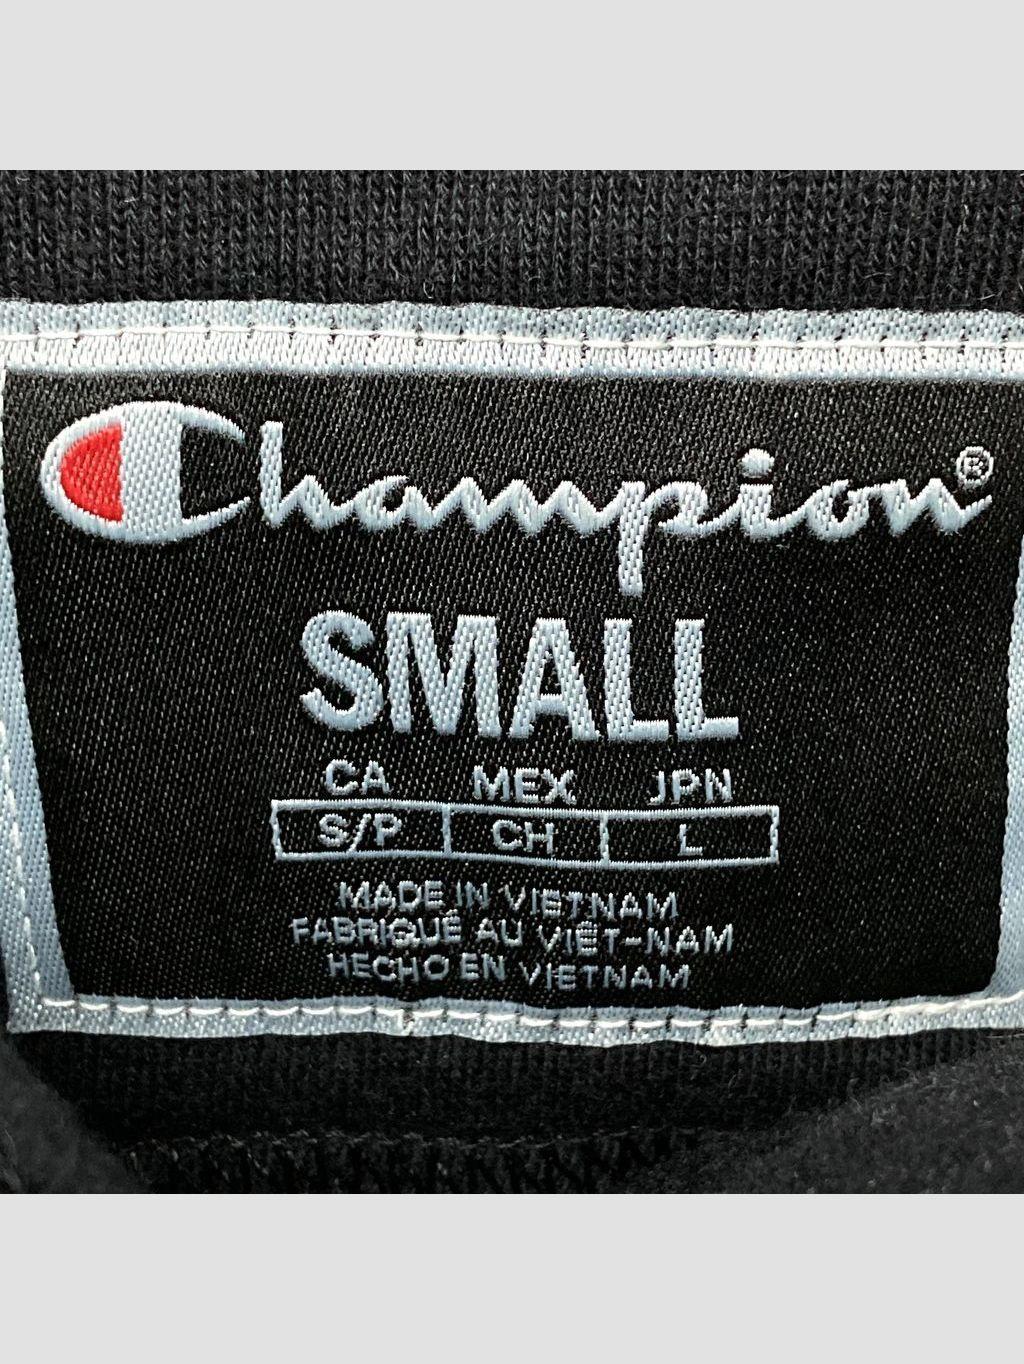 Champion®
SMALL
CA MEX JPN
S/P CH L
MADE IN VIETNAM
FABRIQUÉ AU VIÊT-NAM
HECHO EN VIETNAM